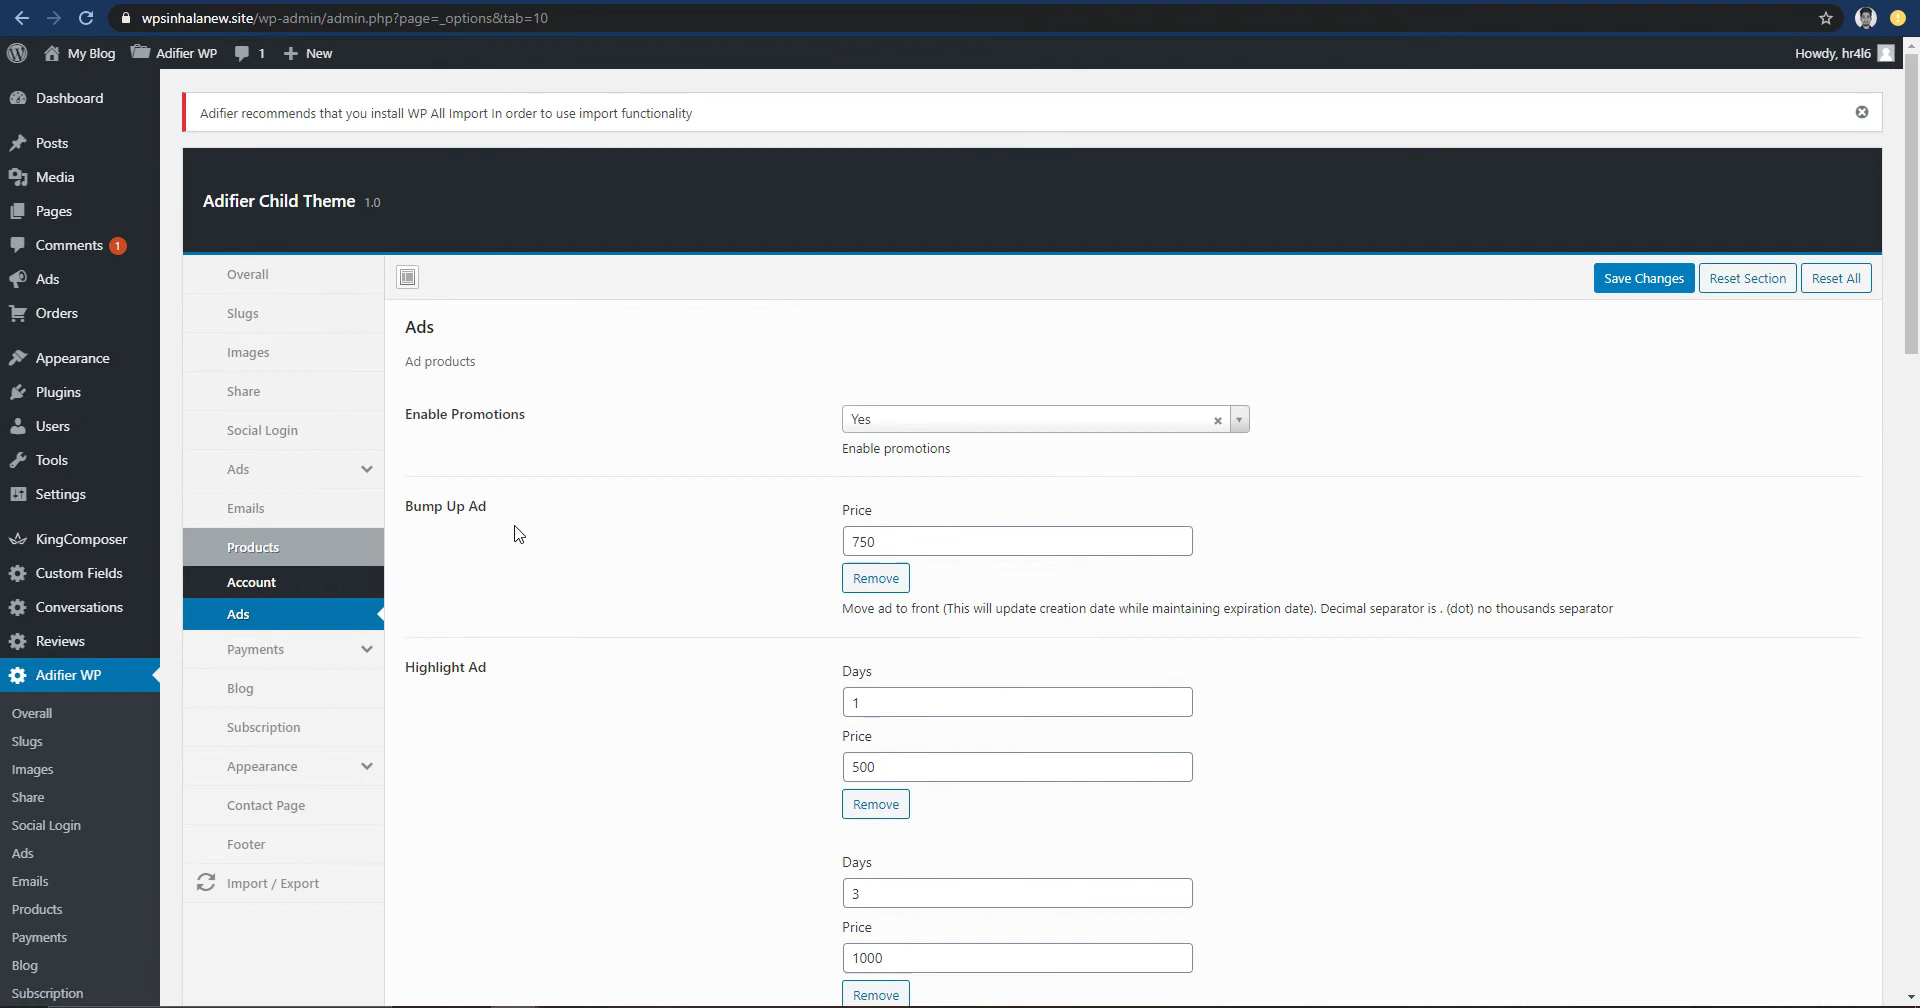 wpsinhalanew.site/wp-admin/admin.php?page=_options&tab=10
My Blog Adifier WP 1 New Howdy, hr4l6
Dashboard
Posts
Media
Pages
Comments 1
Ads
Orders
Appearance
Plugins
Users
Tools
Settings
KingComposer
Custom Fields
Conversations
Reviews
Adifier WP
Overall
Slugs
Images
Share
Social Login
Ads
Emails
Products
Payments
Blog
Subscription
Adifier recommends that you install WP All Import In order to use import functionality
Adifier Child Theme 1.0
Overall
Slugs
Images
Share
Social Login
Ads
Emails
Products
Account
Ads
Payments
Blog
Subscription
Appearance
Contact Page
Footer
Import / Export
Save Changes Reset Section Reset All
Ads
Ad products
Enable Promotions
Yes
Enable promotions
Bump Up Ad
Price
750
Remove
Move ad to front (This will update creation date while maintaining expiration date). Decimal separator is . (dot) no thousands separator
Highlight Ad
Days
1
Price
500
Remove
Days
3
Price
1000
Remove